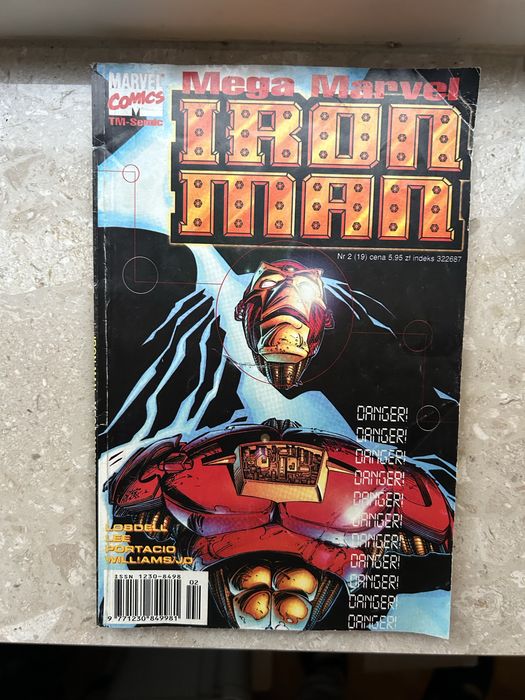 MARVEL
COMICS
TM-Semic
Mega Marvel
IRON
MAN
Nr 2 (19) cena 5,95 zł indeks 322687
DANGER!
DANGER!
DANGER!
DANGER!
DANGER!
DANGER!
DANGER!
DANGER!
DANGER!
DANGER!
DANGER!
LOBDELL
LEE
PORTACIO
WILLIAMS/JD
ISSN 1230-8498
02
9 771230 849981